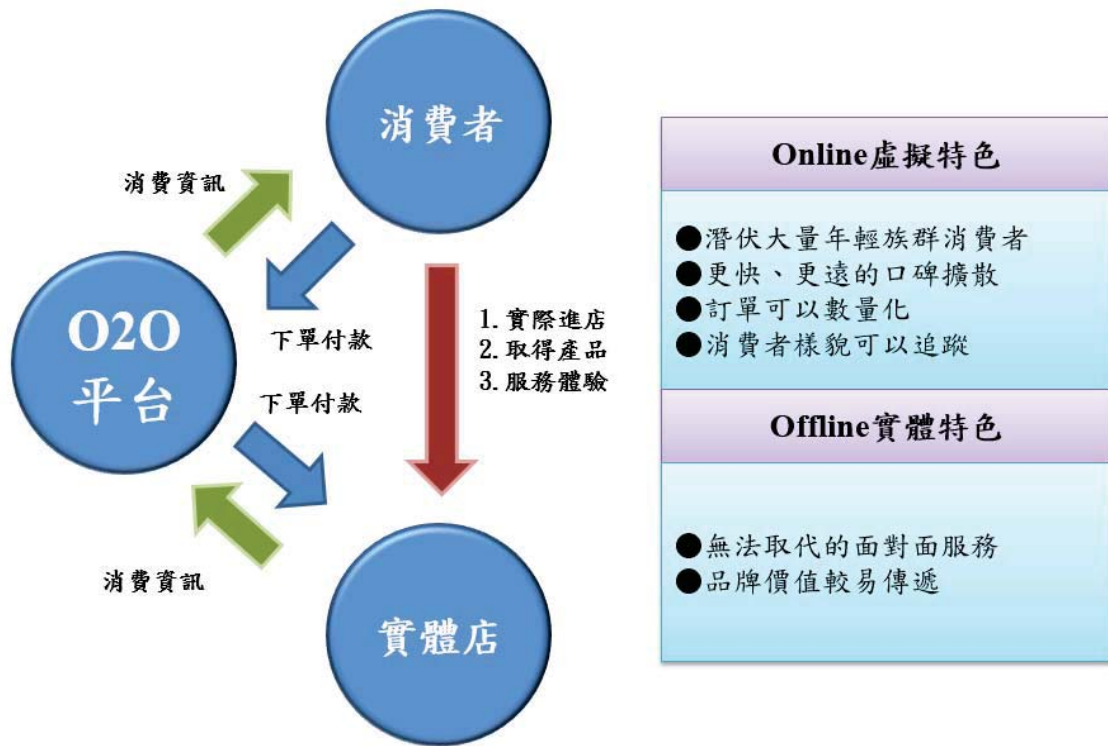 消費者
消費資訊
O2O
平台
下單付款
1. 實際進店
2. 取得產品
3. 服務體驗
下單付款
消費資訊
實體店
Online虛擬特色
●潛伏大量年輕族群消費者
●更快、更遠的口碑擴散
●訂單可以數量化
●消費者樣貌可以追蹤
Offline實體特色
●無法取代的面對面服務
●品牌價值較易傳遞